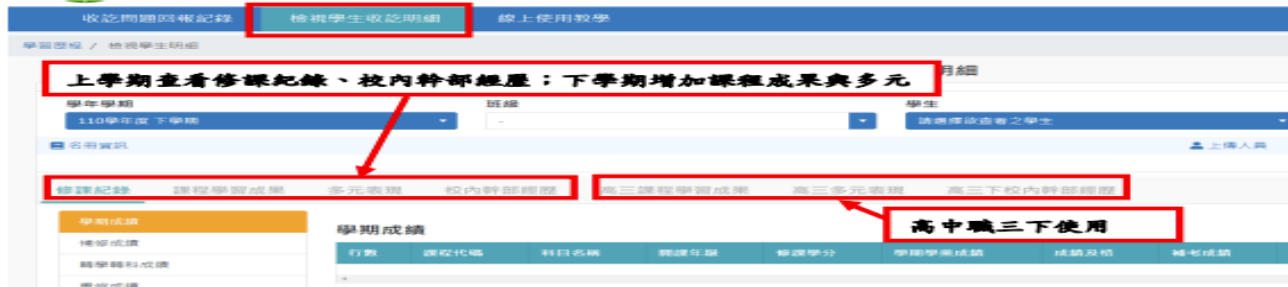 收訖問題回報紀錄 檢視學生收訖明細 線上使用教學
學習歷程 / 檢視學生明細
明細
上學期查看修課紀錄、校內幹部經歷；下學期增加課程成果與多元
學年學期 班級 學生
110學年度 下學期 - 請選擇欲查看之學生
名冊資訊 上傳人員
修課紀錄 課程學習成果 多元表現 校內幹部經歷 高三課程學習成果 高三多元表現 高三下校內幹部經歷
學期成績
高中職三下使用
補修成績
學期成績
行數 課程代碼 科目名稱 開課年級 修課學分 學期學業成績 成績及格 補考成績
轉學轉科成績
重修成績